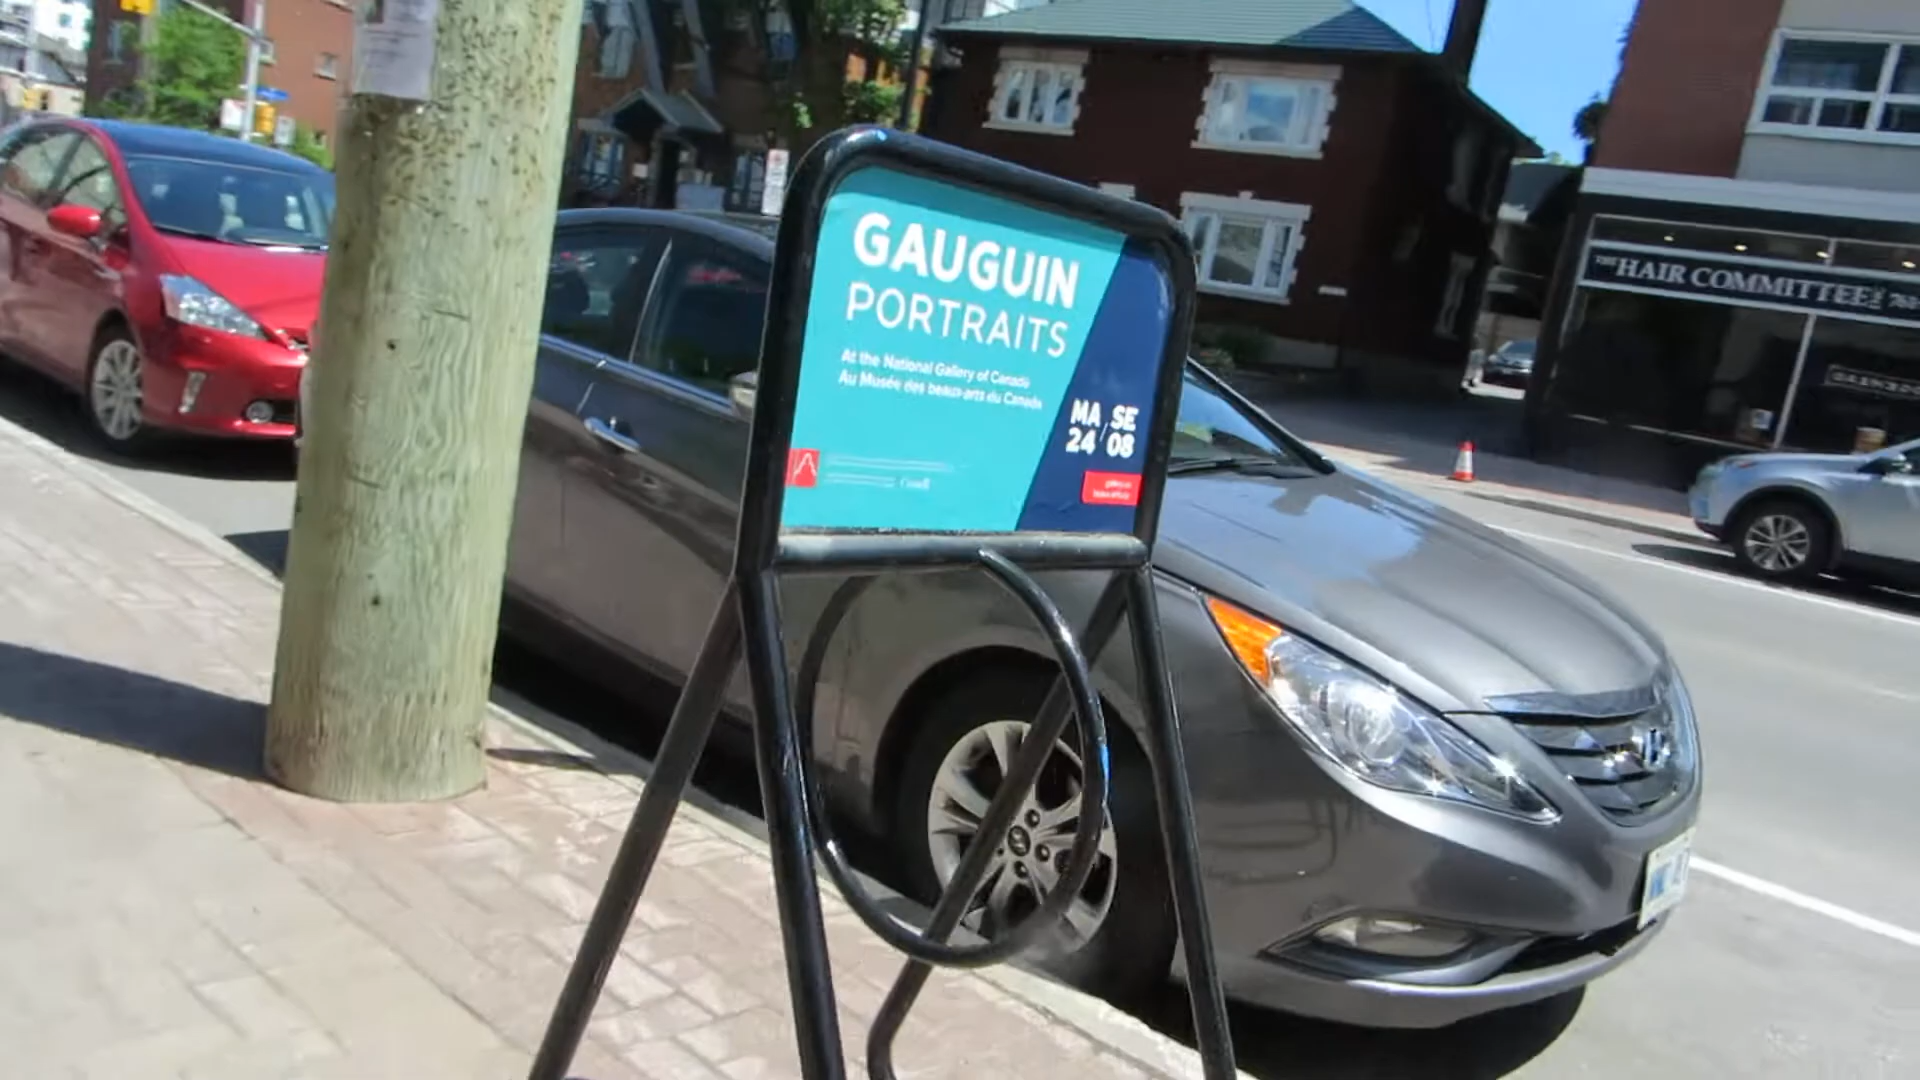 GAUGUIN
PORTRAITS
At the National Gallery of Canada
Au Musée des beaux-arts du Canada
MA SE
24/08
Canada
THE HAIR COMMITTEE